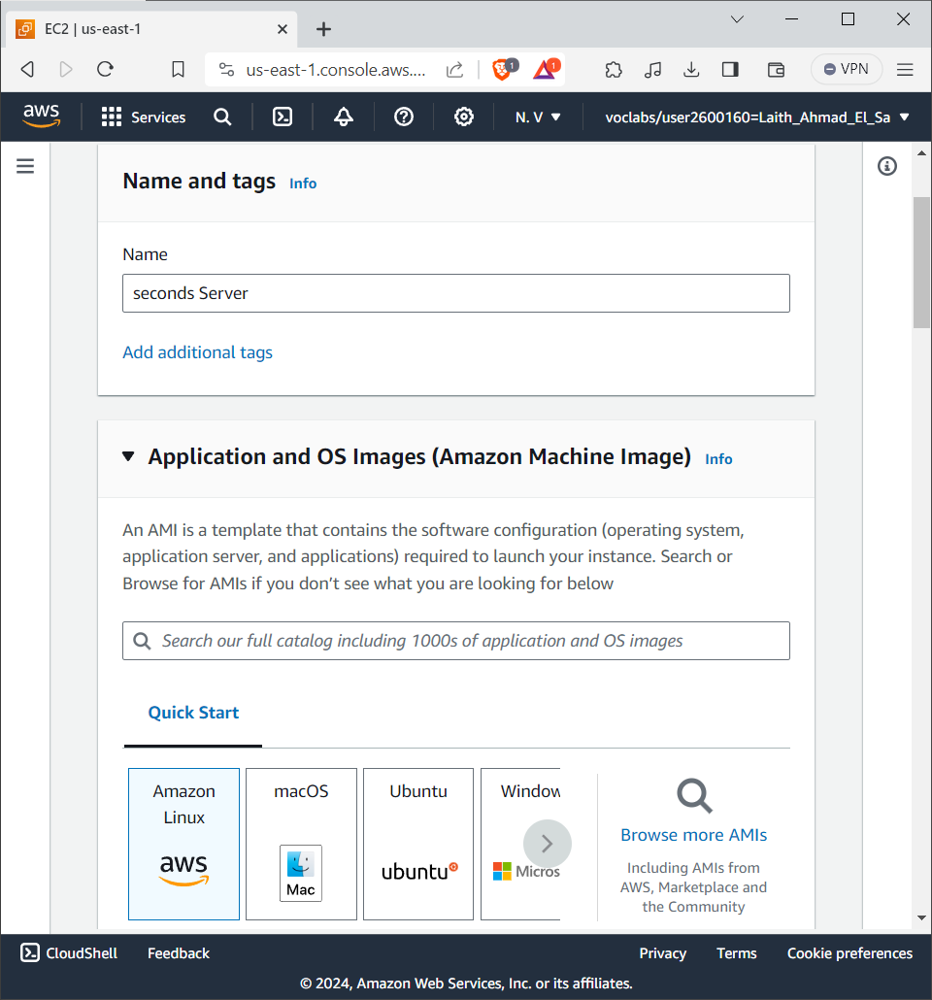 EC2 | us-east-1
us-east-1.console.aws....
1
1
VPN
aws
Services
N. V
voclabs/user2600160=Laith_Ahmad_El_Sa
Name and tags Info
Name
seconds Server
Add additional tags
Application and OS Images (Amazon Machine Image) Info
An AMI is a template that contains the software configuration (operating system,
application server, and applications) required to launch your instance. Search or
Browse for AMIs if you don’t see what you are looking for below
Search our full catalog including 1000s of application and OS images
Quick Start
Amazon
Linux
aws
macOS
Mac
Ubuntu
ubuntu
Window
Micros
Browse more AMIs
Including AMIs from
AWS, Marketplace and
the Community
CloudShell
Feedback
Privacy
Terms
Cookie preferences
© 2024, Amazon Web Services, Inc. or its affiliates.